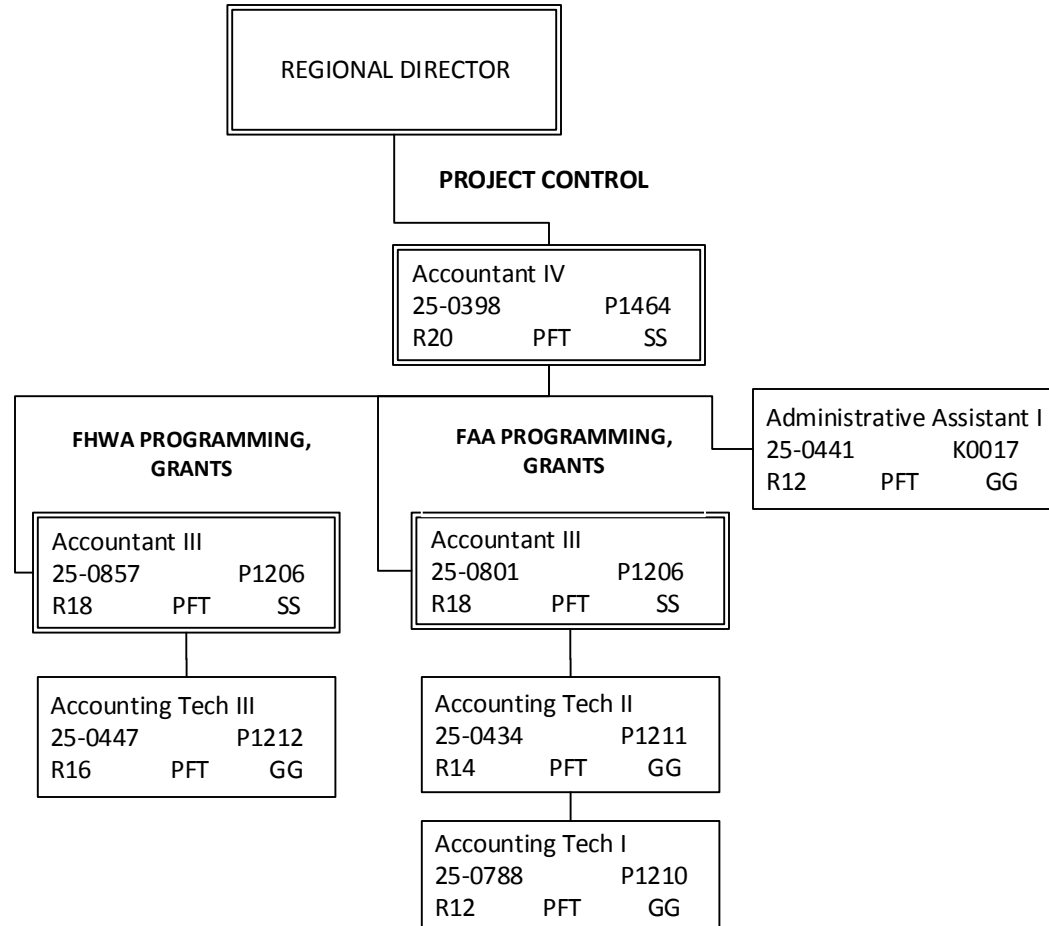 REGIONAL DIRECTOR
PROJECT CONTROL
Accountant IV
25-0398 P1464
R20 PFT SS
Administrative Assistant I
25-0441 K0017
R12 PFT GG
FHWA PROGRAMMING,
GRANTS
FAA PROGRAMMING,
GRANTS
Accountant III
25-0857 P1206
R18 PFT SS
Accountant III
25-0801 P1206
R18 PFT SS
Accounting Tech III
25-0447 P1212
R16 PFT GG
Accounting Tech II
25-0434 P1211
R14 PFT GG
Accounting Tech I
25-0788 P1210
R12 PFT GG